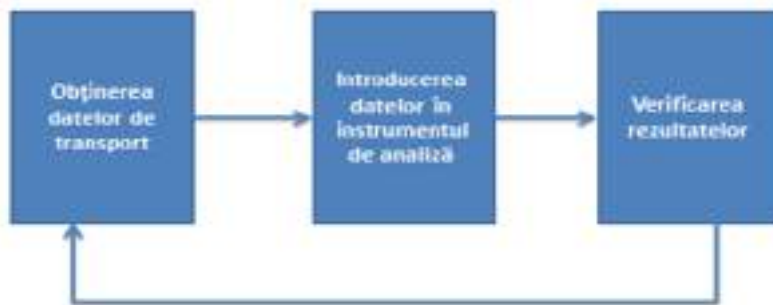 Obținerea
datelor de
transport
Introducerea
datelor în
instrumentul
de analiză
Verificarea
rezultatelor